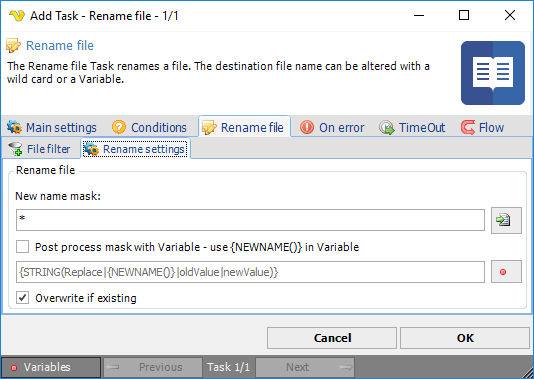 Add Task - Rename file - 1/1
Rename file
The Rename file Task renames a file. The destination file name can be altered with a
wild card or a Variable.
Main settings Conditions Rename file On error TimeOut Flow
File filter Rename settings
Rename file
New name mask:
*
Post process mask with Variable - use {NEWNAME()} in Variable
{STRING(Replace|{NEWNAME()}|oldValue|newValue)}
Overwrite if existing
Cancel OK
Variables Previous Task 1/1 Next